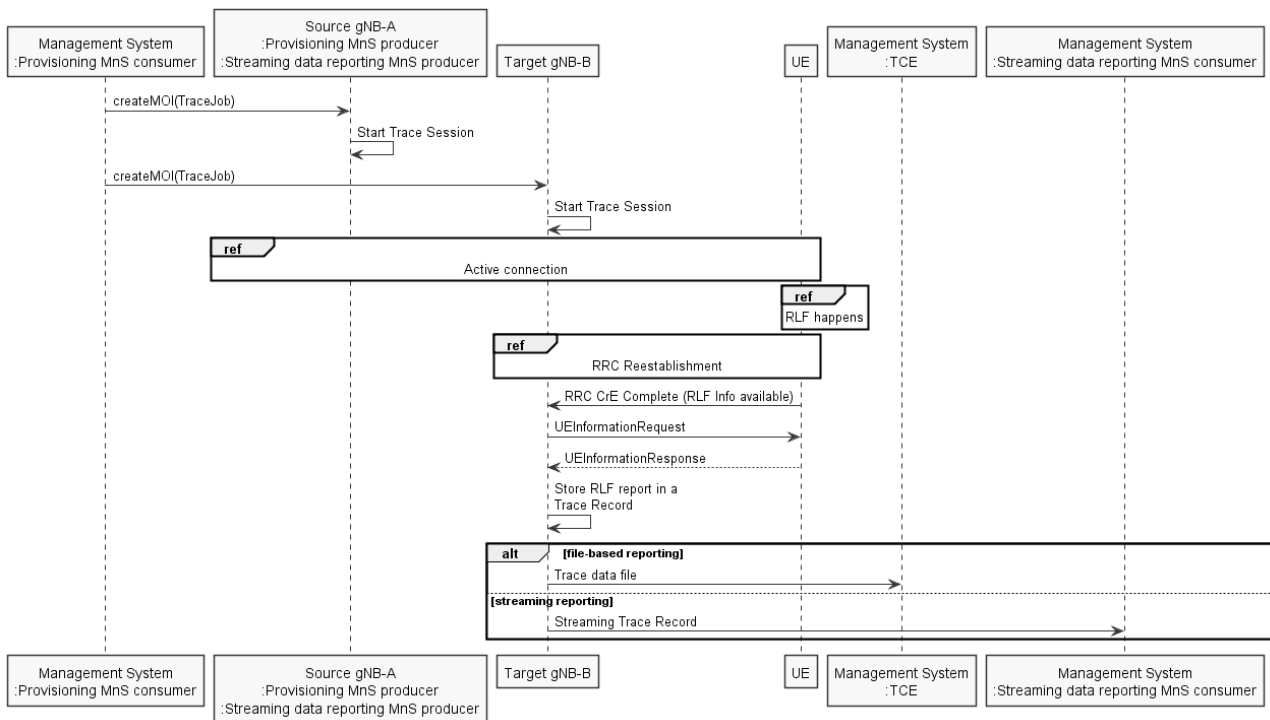 Management System
:Provisioning MnS consumer
Source gNB-A
:Provisioning MnS producer
:Streaming data reporting MnS producer
Target gNB-B
UE
Management System
:TCE
Management System
:Streaming data reporting MnS consumer
createMOI(TraceJob)
Start Trace Session
createMOI(TraceJob)
Start Trace Session
ref
Active connection
ref
RLF happens
ref
RRC Reestablishment
RRC CrE Complete (RLF Info available)
UEInformationRequest
UEInformationResponse
Store RLF report in a
Trace Record
alt [file-based reporting]
Trace data file
[streaming reporting]
Streaming Trace Record
Management System
:Provisioning MnS consumer
Source gNB-A
:Provisioning MnS producer
:Streaming data reporting MnS producer
Target gNB-B
UE
Management System
:TCE
Management System
:Streaming data reporting MnS consumer